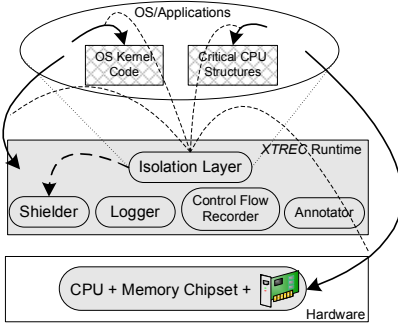 OS/Applications
OS Kernel
Code
Critical CPU
Structures
XTREC Runtime
Isolation Layer
Shielder
Logger
Control Flow
Recorder
Annotator
CPU + Memory Chipset +
Hardware